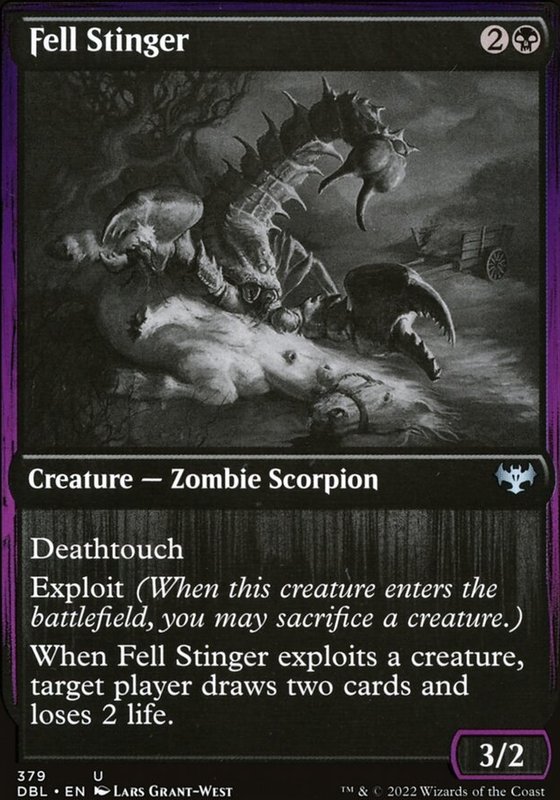 Fell Stinger 2
Creature — Zombie Scorpion
Deathtouch
Exploit (When this creature enters the
battlefield, you may sacrifice a creature.)
When Fell Stinger exploits a creature,
target player draws two cards and
loses 2 life.
3/2
379 U
DBL • EN Lars Grant-West
™ & © 2022 Wizards of the Coast